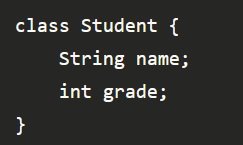 class Student {
    String name;
    int grade;
}